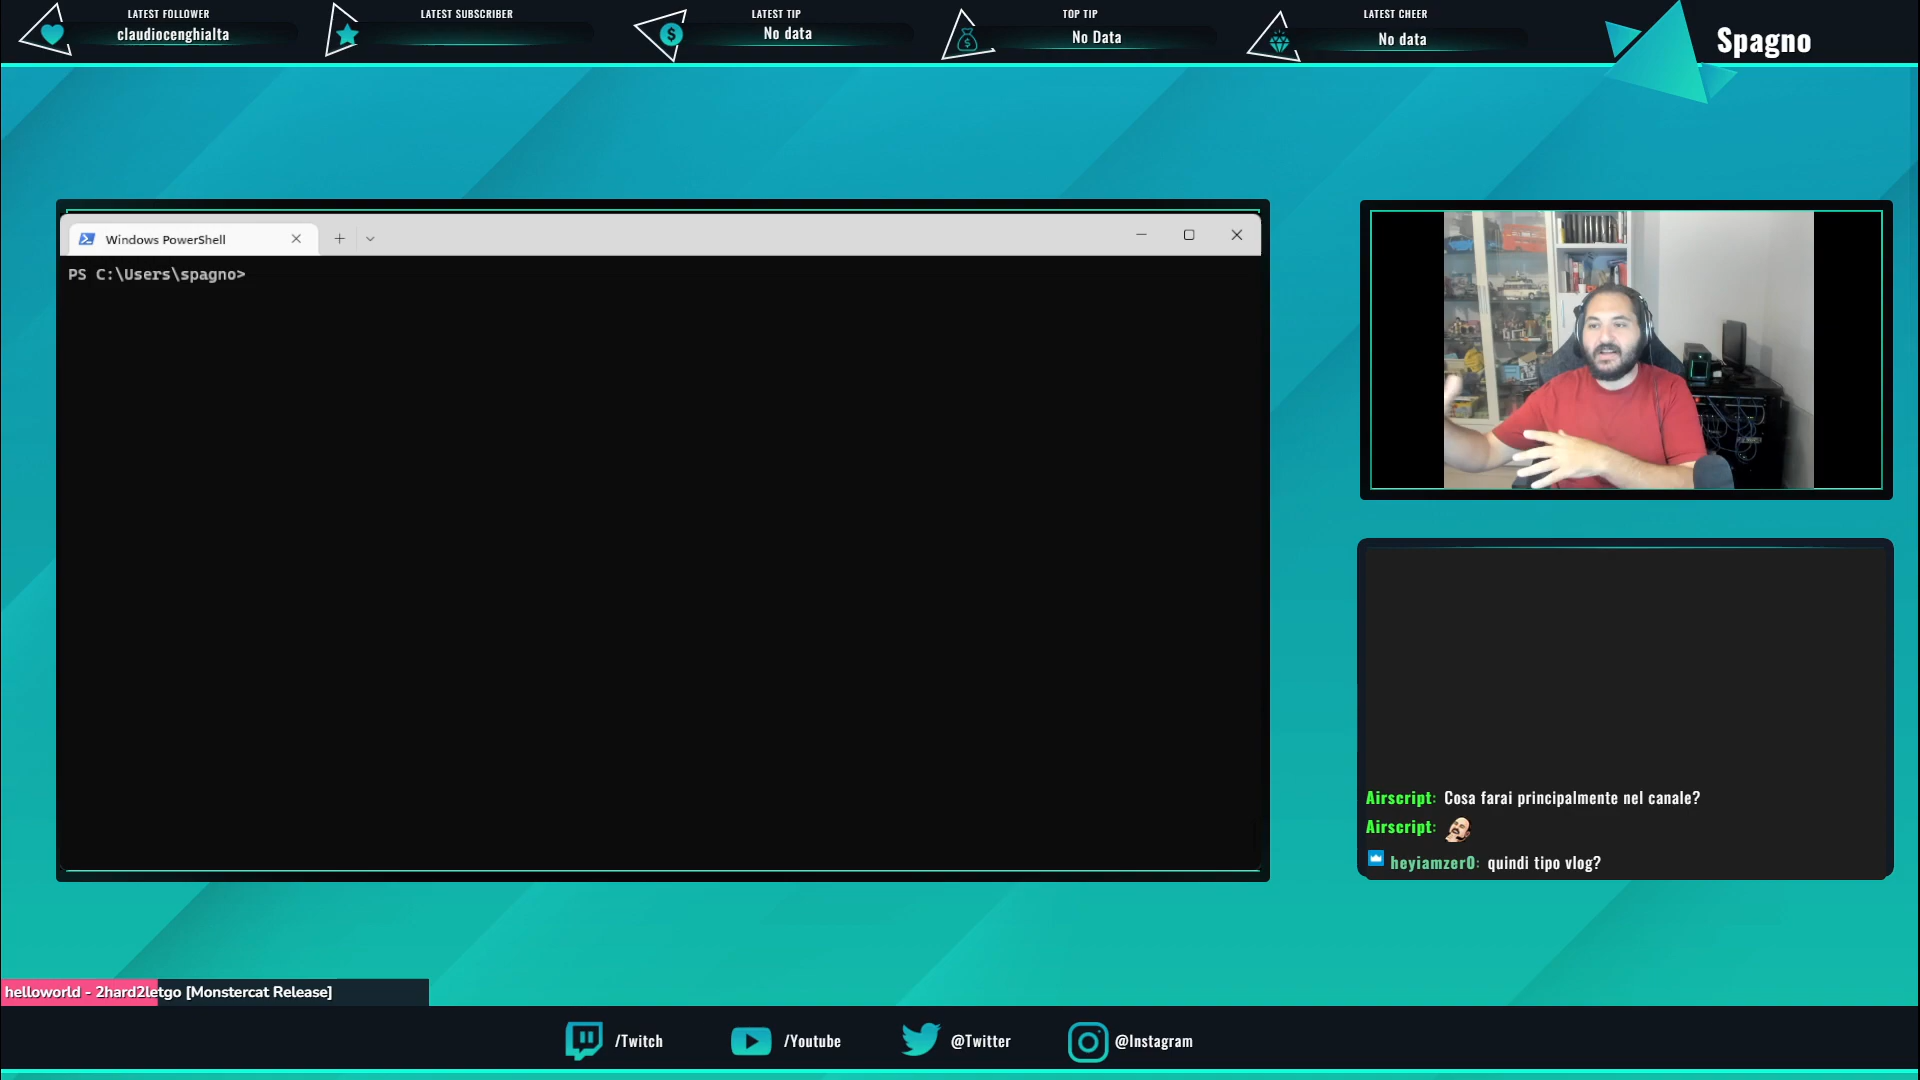 LATEST FOLLOWER
claudiocenghialta
LATEST SUBSCRIBER
LATEST TIP
No data
TOP TIP
No Data
LATEST CHEER
No data
Spagno
Windows PowerShell
PS C:\Users\spagno>
Airscript: Cosa farai principalmente nel canale?
Airscript:
heyiamzer0: quindi tipo vlog?
helloworld - 2hard2letgo [Monstercat Release]
/Twitch
/Youtube
@Twitter
@Instagram